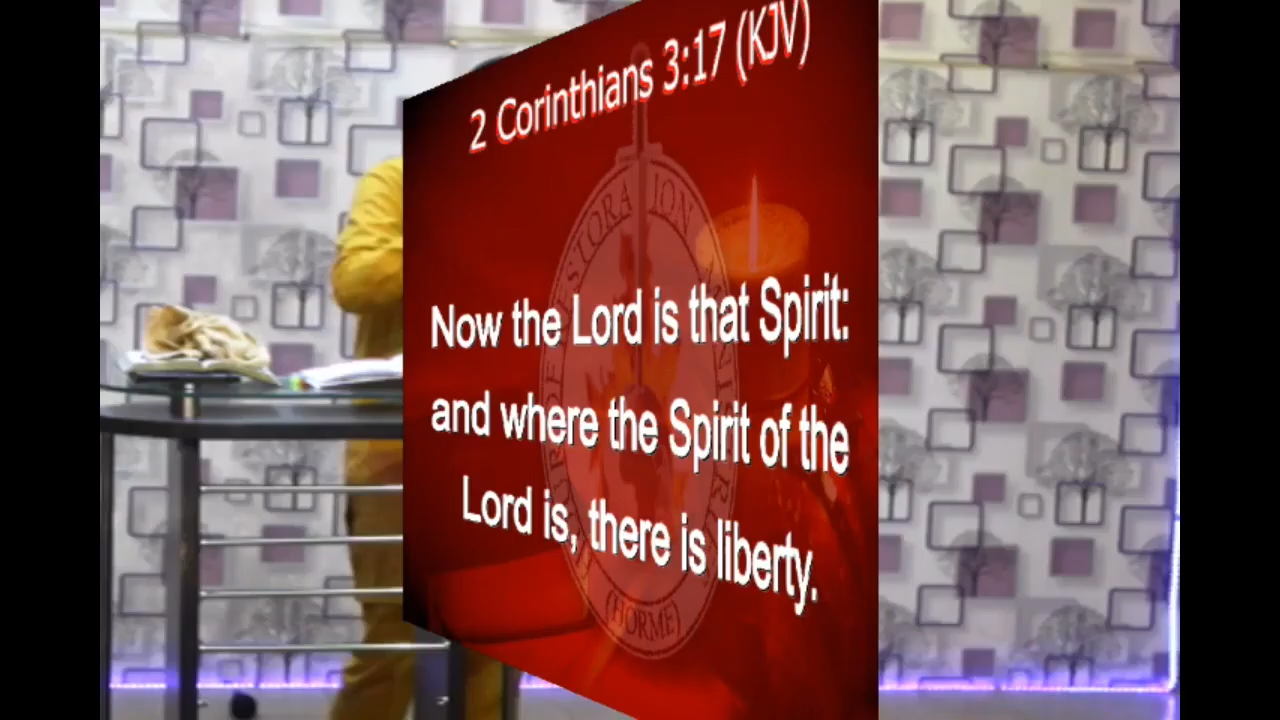 2 Corinthians 3:17 (KJV)
Now the Lord is that Spirit:
and where the Spirit of the
Lord is, there is liberty.
(HORME)